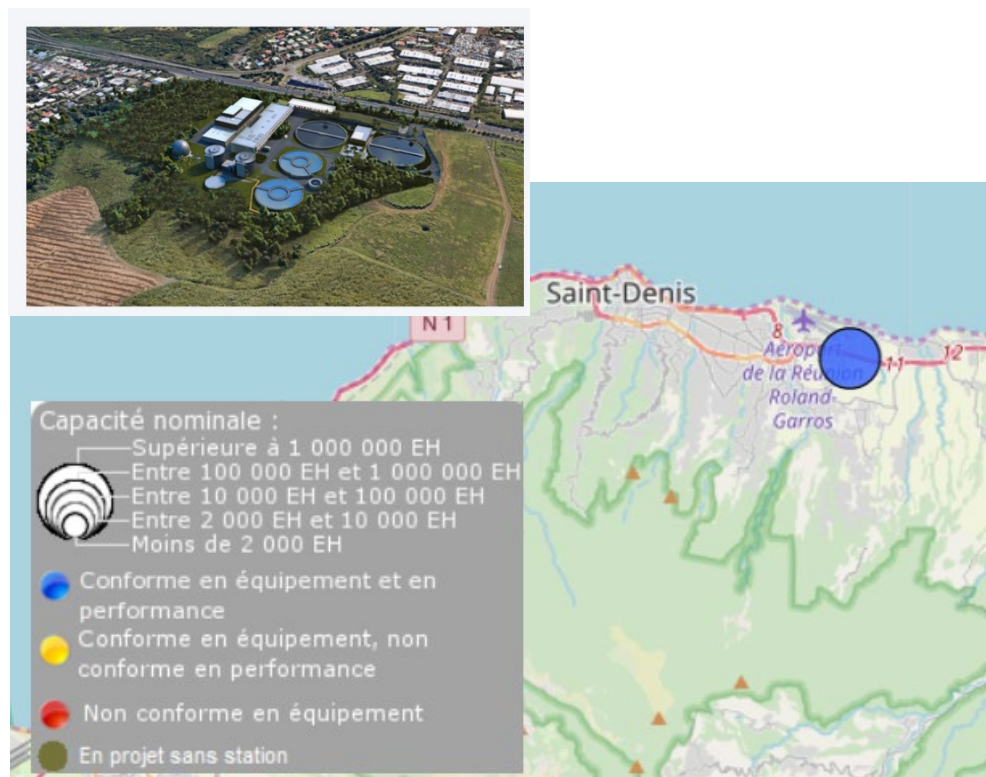 Saint-Denis
N 1
8
Aéroport
de la Réunion
Roland-
Garros
11
12
Capacité nominale :
Supérieure à 1 000 000 EH
Entre 100 000 EH et 1 000 000 EH
Entre 10 000 EH et 100 000 EH
Entre 2 000 EH et 10 000 EH
Moins de 2 000 EH
Conforme en équipement et en
performance
Conforme en équipement, non
conforme en performance
Non conforme en équipement
En projet sans station